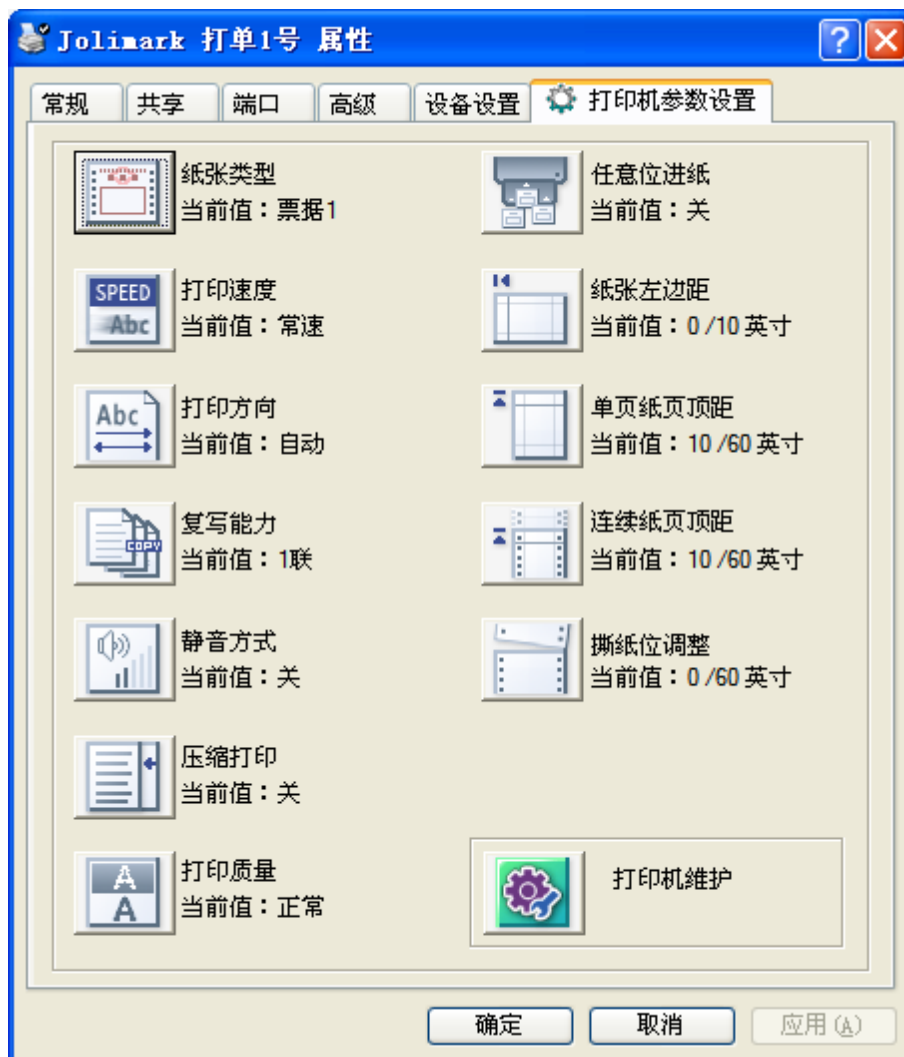 Jolimark 打单1号 属性
常规 共享 端口 高级 设备设置 打印机参数设置
纸张类型
当前值：票据1
任意位进纸
当前值：关
SPEED
Abc
打印速度
当前值：常速
纸张左边距
当前值：0 /10 英寸
Abc
打印方向
当前值：自动
单页纸页顶距
当前值：10 /60 英寸
COPY
复写能力
当前值：1联
连续纸页顶距
当前值：10 /60 英寸
静音方式
当前值：关
撕纸位调整
当前值：0 /60 英寸
压缩打印
当前值：关
A
A
打印质量
当前值：正常
打印机维护
确定 取消 应用(A)